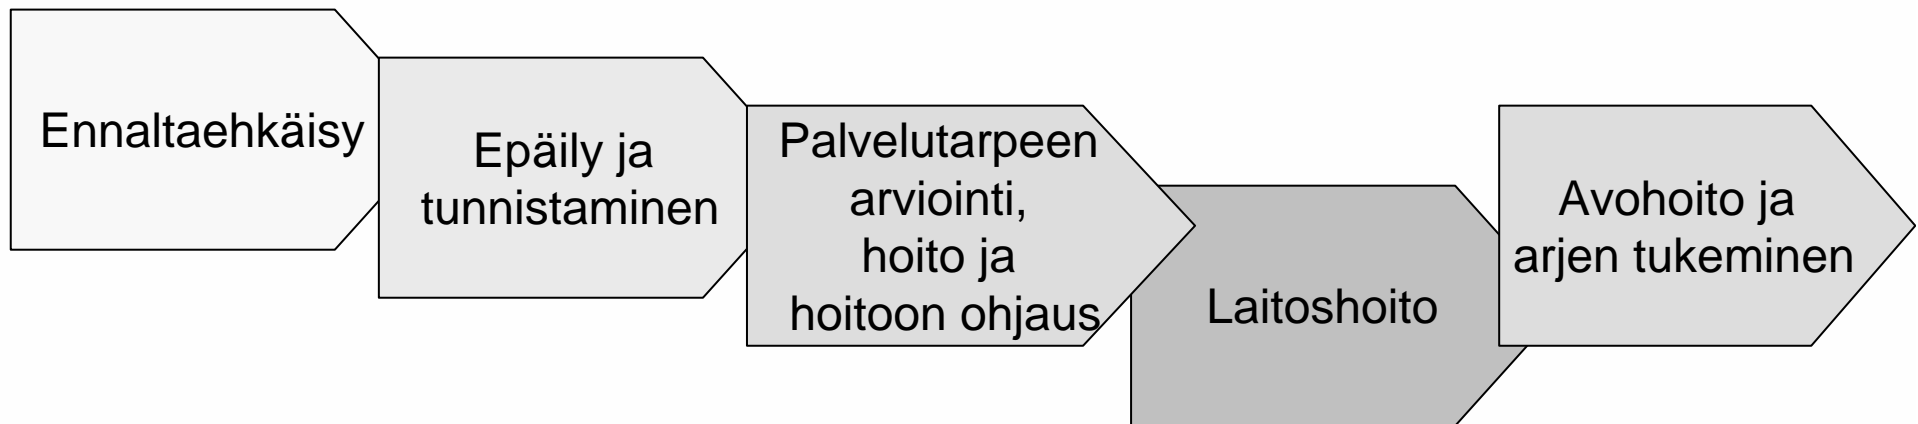 Ennaltaehkäisy
Epäily ja
tunnistaminen
Palvelutarpeen
arviointi,
hoito ja
hoitoon ohjaus
Laitoshoito
Avohoito ja
arjen tukeminen